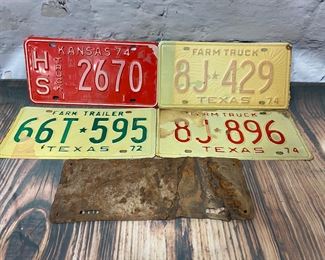 KANSAS 74
HS 2670
FARM TRUCK
8J★429
TEXAS 74
FARM TRAILER
66T★595
TEXAS 72
FARM TRUCK
8J★896
TEXAS 74